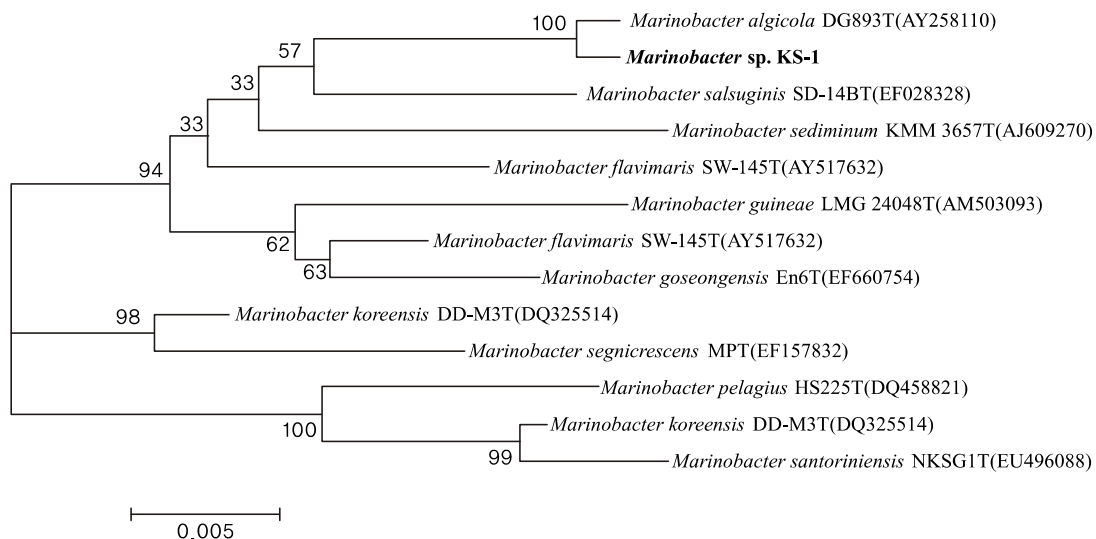 100
Marinobacter algicola DG893T(AY258110)
57
Marinobacter sp. KS-1
33
Marinobacter salsuginis SD-14BT(EF028328)
33
Marinobacter sediminum KMM 3657T(AJ609270)
94
Marinobacter flavimaris SW-145T(AY517632)
Marinobacter guineae LMG 24048T(AM503093)
62
Marinobacter flavimaris SW-145T(AY517632)
63
Marinobacter goseongensis En6T(EF660754)
98
Marinobacter koreensis DD-M3T(DQ325514)
Marinobacter segnicrescens MPT(EF157832)
Marinobacter pelagius HS225T(DQ458821)
100
Marinobacter koreensis DD-M3T(DQ325514)
99
Marinobacter santoriniensis NKSG1T(EU496088)
0.005